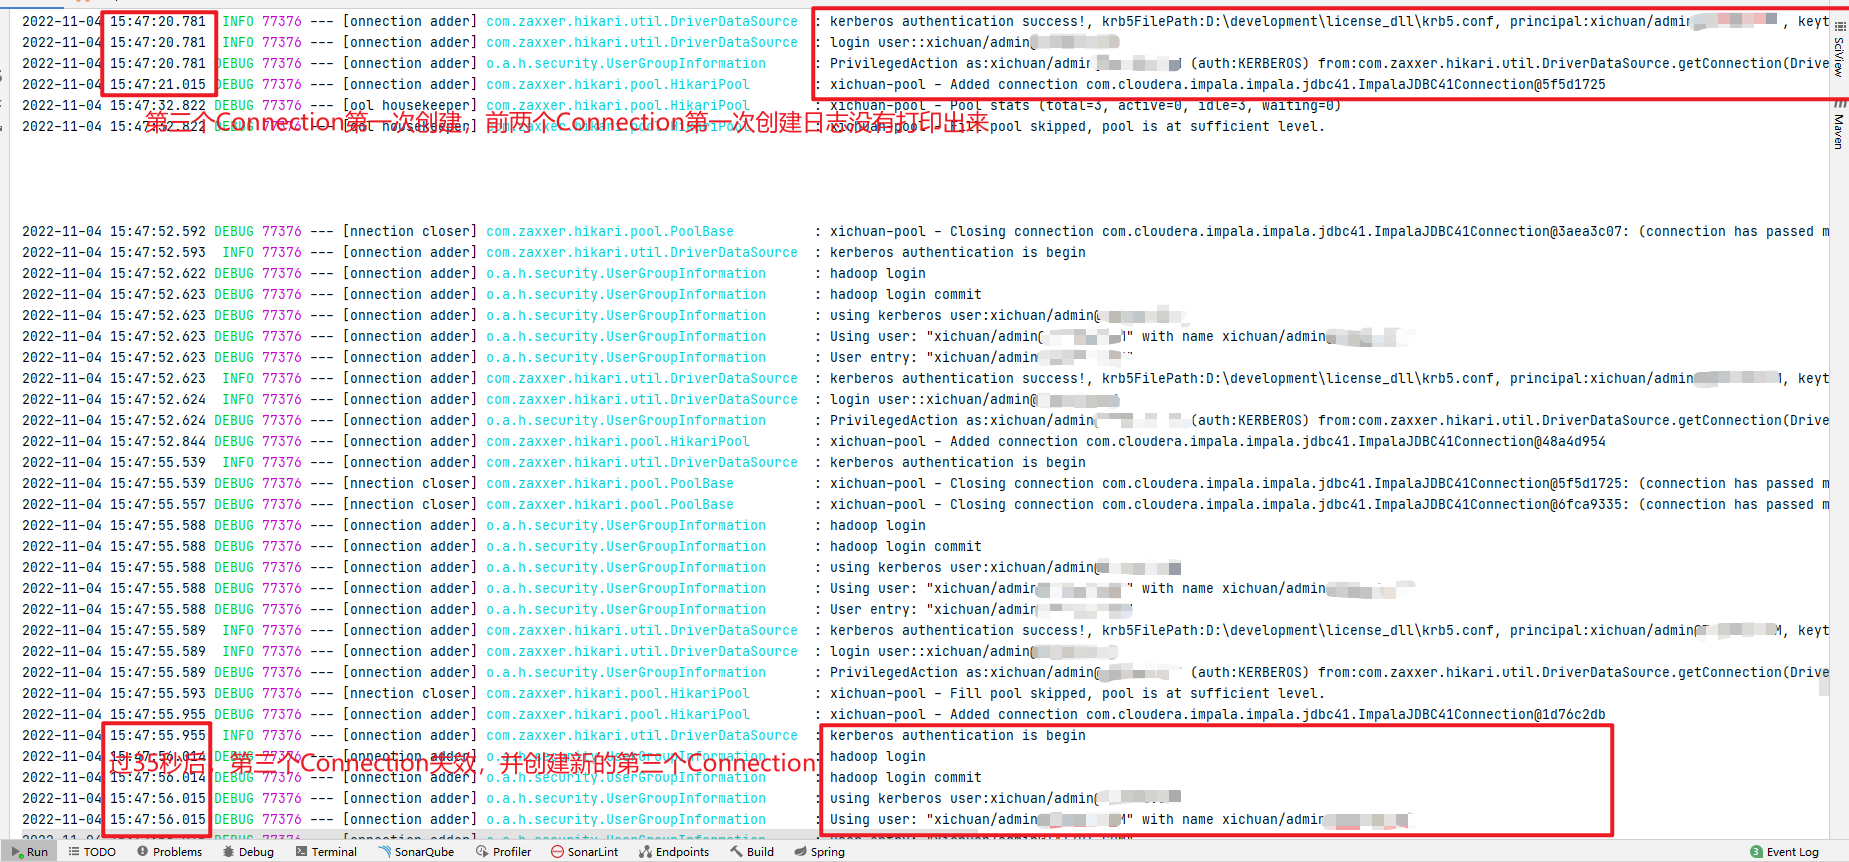 2022-11-04 15:47:20.781  INFO 77376 --- [onnection adder] com.zaxxer.hikari.util.DriverDataSource  : kerberos authentication success!, krb5FilePath:D:\development\license_dll\krb5.conf, principal:xichuan/admin , keyt
2022-11-04 15:47:20.781  INFO 77376 --- [onnection adder] com.zaxxer.hikari.util.DriverDataSource  : login user::xichuan/admin@
2022-11-04 15:47:20.781 DEBUG 77376 --- [onnection adder] o.a.h.security.UserGroupInformation      : PrivilegedAction as:xichuan/admin (auth:KERBEROS) from:com.zaxxer.hikari.util.DriverDataSource.getConnection(Drive
2022-11-04 15:47:21.015 DEBUG 77376 --- [onnection adder] com.zaxxer.hikari.pool.HikariPool        : xichuan-pool - Added connection com.cloudera.impala.impala.jdbc41.ImpalaJDBC41Connection@5f5d1725
2022-11-04 15:47:32.822 DEBUG 77376 --- [ool housekeeper] com.zaxxer.hikari.pool.HikariPool        : xichuan-pool - Pool stats (total=3, active=0, idle=3, waiting=0)
2022-11-04 15:47:32.822 DEBUG 77376 --- [ool housekeeper] com.zaxxer.hikari.pool.HikariPool        : xichuan-pool - Fill pool skipped, pool is at sufficient level.
第三个Connection第一次创建，前两个Connection第一次创建日志没有打印出来
2022-11-04 15:47:52.592 DEBUG 77376 --- [nnection closer] com.zaxxer.hikari.pool.PoolBase          : xichuan-pool - Closing connection com.cloudera.impala.impala.jdbc41.ImpalaJDBC41Connection@3aea3c07: (connection has passed m
2022-11-04 15:47:52.593  INFO 77376 --- [onnection adder] com.zaxxer.hikari.util.DriverDataSource  : kerberos authentication is begin
2022-11-04 15:47:52.622 DEBUG 77376 --- [onnection adder] o.a.h.security.UserGroupInformation      : hadoop login
2022-11-04 15:47:52.623 DEBUG 77376 --- [onnection adder] o.a.h.security.UserGroupInformation      : hadoop login commit
2022-11-04 15:47:52.623 DEBUG 77376 --- [onnection adder] o.a.h.security.UserGroupInformation      : using kerberos user:xichuan/admin@
2022-11-04 15:47:52.623 DEBUG 77376 --- [onnection adder] o.a.h.security.UserGroupInformation      : Using user: "xichuan/admin@" with name xichuan/admin@
2022-11-04 15:47:52.623 DEBUG 77376 --- [onnection adder] o.a.h.security.UserGroupInformation      : User entry: "xichuan/admin"
2022-11-04 15:47:52.623  INFO 77376 --- [onnection adder] com.zaxxer.hikari.util.DriverDataSource  : kerberos authentication success!, krb5FilePath:D:\development\license_dll\krb5.conf, principal:xichuan/admin@M, keyt
2022-11-04 15:47:52.624  INFO 77376 --- [onnection adder] com.zaxxer.hikari.util.DriverDataSource  : login user::xichuan/admin@
2022-11-04 15:47:52.624 DEBUG 77376 --- [onnection adder] o.a.h.security.UserGroupInformation      : PrivilegedAction as:xichuan/admin (auth:KERBEROS) from:com.zaxxer.hikari.util.DriverDataSource.getConnection(Drive
2022-11-04 15:47:52.844 DEBUG 77376 --- [onnection adder] com.zaxxer.hikari.pool.HikariPool        : xichuan-pool - Added connection com.cloudera.impala.impala.jdbc41.ImpalaJDBC41Connection@48a4d954
2022-11-04 15:47:55.539  INFO 77376 --- [onnection adder] com.zaxxer.hikari.util.DriverDataSource  : kerberos authentication is begin
2022-11-04 15:47:55.539 DEBUG 77376 --- [nnection closer] com.zaxxer.hikari.pool.PoolBase          : xichuan-pool - Closing connection com.cloudera.impala.impala.jdbc41.ImpalaJDBC41Connection@5f5d1725: (connection has passed m
2022-11-04 15:47:55.557 DEBUG 77376 --- [nnection closer] com.zaxxer.hikari.pool.PoolBase          : xichuan-pool - Closing connection com.cloudera.impala.impala.jdbc41.ImpalaJDBC41Connection@6fca9335: (connection has passed m
2022-11-04 15:47:55.588 DEBUG 77376 --- [onnection adder] o.a.h.security.UserGroupInformation      : hadoop login
2022-11-04 15:47:55.588 DEBUG 77376 --- [onnection adder] o.a.h.security.UserGroupInformation      : hadoop login commit
2022-11-04 15:47:55.588 DEBUG 77376 --- [onnection adder] o.a.h.security.UserGroupInformation      : using kerberos user:xichuan/admin@
2022-11-04 15:47:55.588 DEBUG 77376 --- [onnection adder] o.a.h.security.UserGroupInformation      : Using user: "xichuan/admin" with name xichuan/admin
2022-11-04 15:47:55.588 DEBUG 77376 --- [onnection adder] o.a.h.security.UserGroupInformation      : User entry: "xichuan/admin
2022-11-04 15:47:55.589  INFO 77376 --- [onnection adder] com.zaxxer.hikari.util.DriverDataSource  : kerberos authentication success!, krb5FilePath:D:\development\license_dll\krb5.conf, principal:xichuan/admin@M, keyt
2022-11-04 15:47:55.589  INFO 77376 --- [onnection adder] com.zaxxer.hikari.util.DriverDataSource  : login user::xichuan/admin@
2022-11-04 15:47:55.589 DEBUG 77376 --- [onnection adder] o.a.h.security.UserGroupInformation      : PrivilegedAction as:xichuan/admin@ (auth:KERBEROS) from:com.zaxxer.hikari.util.DriverDataSource.getConnection(Drive
2022-11-04 15:47:55.593 DEBUG 77376 --- [nnection closer] com.zaxxer.hikari.pool.HikariPool        : xichuan-pool - Fill pool skipped, pool is at sufficient level.
2022-11-04 15:47:55.955 DEBUG 77376 --- [onnection adder] com.zaxxer.hikari.pool.HikariPool        : xichuan-pool - Added connection com.cloudera.impala.impala.jdbc41.ImpalaJDBC41Connection@1d76c2db
2022-11-04 15:47:55.955  INFO 77376 --- [onnection adder] com.zaxxer.hikari.util.DriverDataSource  : kerberos authentication is begin
2022-11-04 15:47:56.014 DEBUG 77376 --- [onnection adder] o.a.h.security.UserGroupInformation      : hadoop login
过35秒后，第三个Connection失效，并创建新的第三个Connection
2022-11-04 15:47:56.014 DEBUG 77376 --- [onnection adder] o.a.h.security.UserGroupInformation      : hadoop login commit
2022-11-04 15:47:56.015 DEBUG 77376 --- [onnection adder] o.a.h.security.UserGroupInformation      : using kerberos user:xichuan/admin@
2022-11-04 15:47:56.015 DEBUG 77376 --- [onnection adder] o.a.h.security.UserGroupInformation      : Using user: "xichuan/admin@M" with name xichuan/admin
SciView
Maven
Run TODO Problems Debug Terminal SonarQube Profiler SonarLint Endpoints Build Spring 3 Event Log